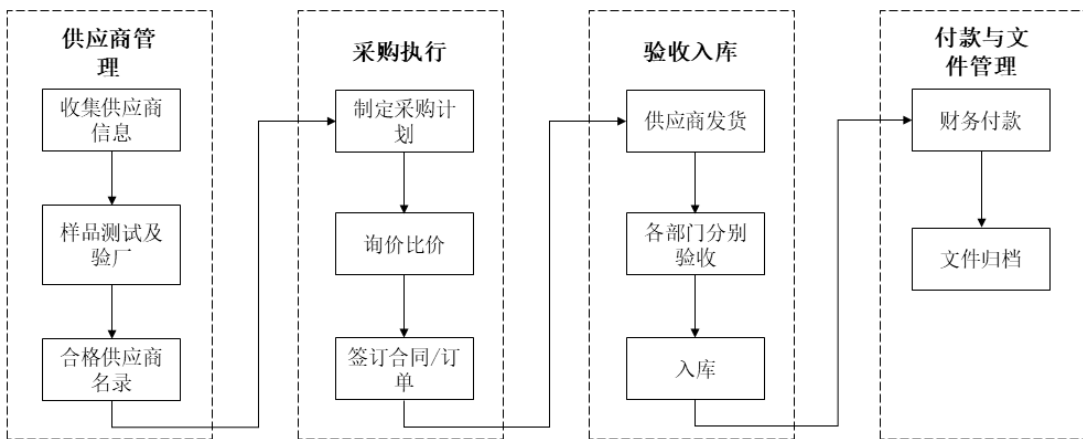 供应商管
理
收集供应商
信息
样品测试及
验厂
合格供应商
名录
采购执行
制定采购计
划
询价比价
签订合同/订
单
验收入库
供应商发货
各部门分别
验收
入库
付款与文
件管理
财务付款
文件归档